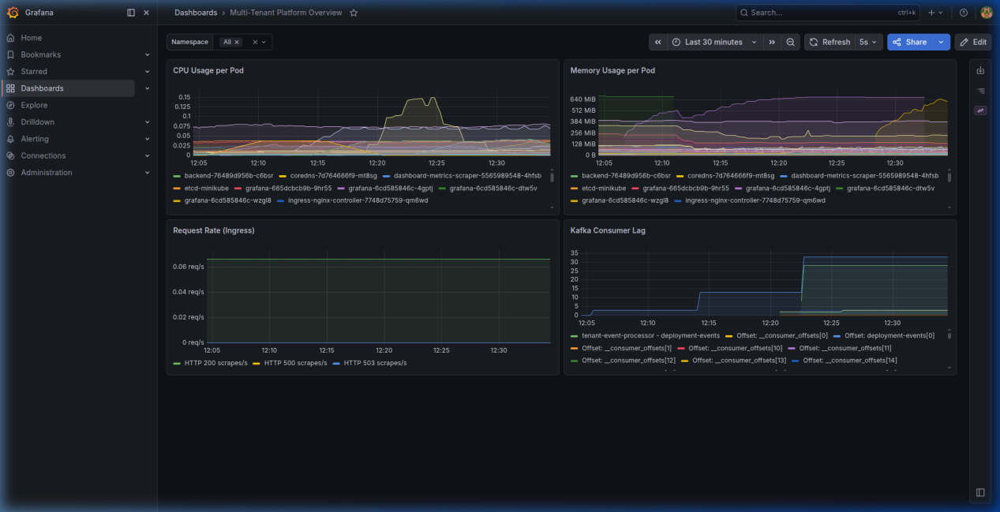 Grafana
Dashboards › Multi-Tenant Platform Overview
Search...
ctrl+k
Home
Bookmarks
Starred
Dashboards
Explore
Drilldown
Alerting
Connections
Administration
Namespace
All
Last 30 minutes
Refresh
5s
Share
Edit
CPU Usage per Pod
0.15
0.125
0.1
0.075
0.05
0.025
0
12:05 12:10 12:15 12:20 12:25 12:30
backend-76489d956b-c6bsr coredns-7d764666f9-mt8sg dashboard-metrics-scraper-5565989548-4hfsb
etcd-minikube grafana-665dcbcb9b-9hr55 grafana-6cd585846c-4gptj grafana-6cd585846c-dtw5v
grafana-6cd585846c-wzgl8 ingress-nginx-controller-7748d75759-qm6wd
Memory Usage per Pod
640 MiB
512 MiB
384 MiB
256 MiB
128 MiB
0 B
12:05 12:10 12:15 12:20 12:25 12:30
backend-76489d956b-c6bsr coredns-7d764666f9-mt8sg dashboard-metrics-scraper-5565989548-4hfsb
etcd-minikube grafana-665dcbcb9b-9hr55 grafana-6cd585846c-4gptj grafana-6cd585846c-dtw5v
grafana-6cd585846c-wzgl8 ingress-nginx-controller-7748d75759-qm6wd
Request Rate (Ingress)
0.06 req/s
0.04 req/s
0.02 req/s
0 req/s
12:05 12:10 12:15 12:20 12:25 12:30
HTTP 200 scrapes/s HTTP 500 scrapes/s HTTP 503 scrapes/s
Kafka Consumer Lag
35
30
25
20
15
10
5
0
12:05 12:10 12:15 12:20 12:25 12:30
tenant-event-processor - deployment-events Offset: __consumer_offsets[0] Offset: deployment-events[0]
Offset: __consumer_offsets[1] Offset: __consumer_offsets[10] Offset: __consumer_offsets[11]
Offset: __consumer_offsets[12] Offset: __consumer_offsets[13] Offset: __consumer_offsets[14]